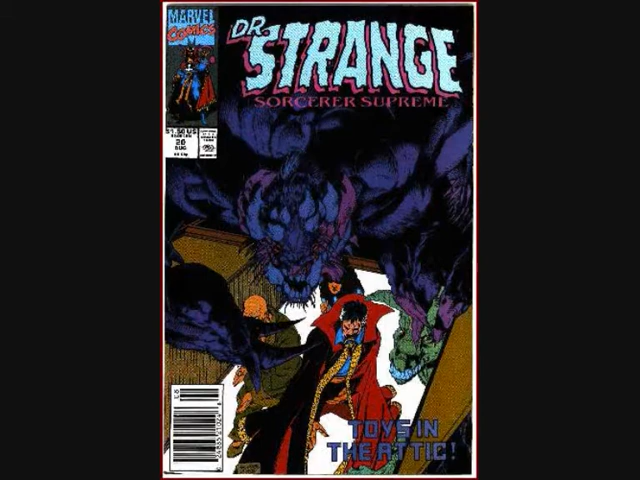 MARVEL
COMICS
DR.
STRANGE
SORCERER SUPREME
$1.50 US
20
AUG
TOYS IN
THE ATTIC!